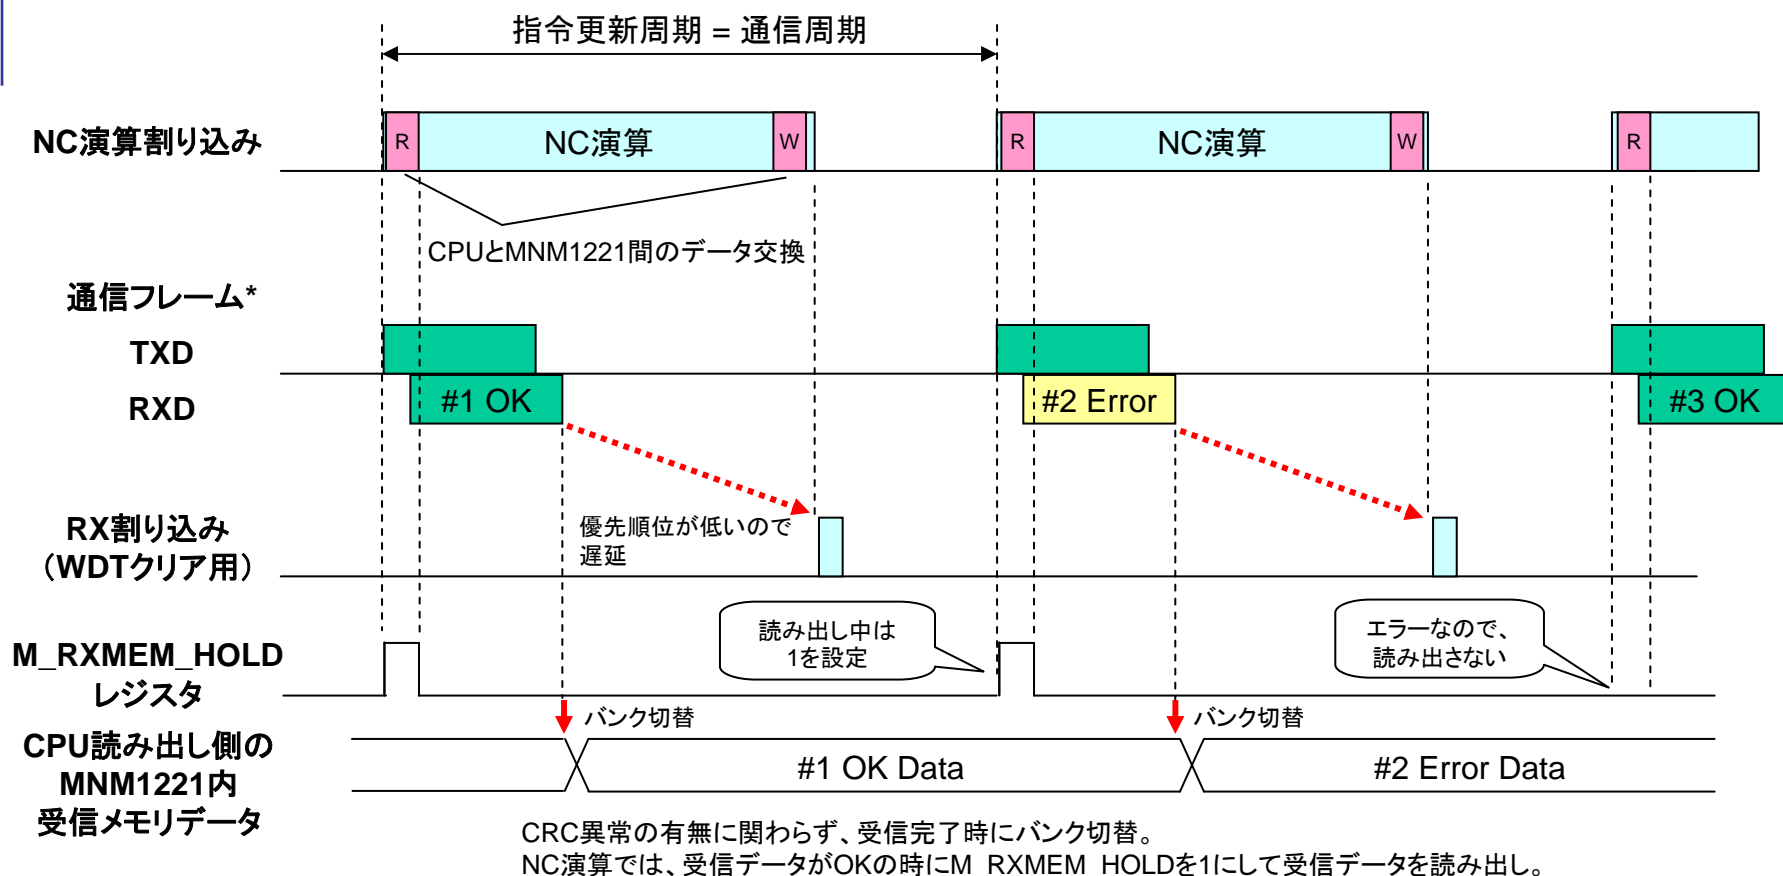 指令更新周期 = 通信周期
NC演算割り込み
R
NC演算
W
R
NC演算
W
R
CPUとMNM1221間のデータ交換
通信フレーム*
TXD
RXD
#1 OK
#2 Error
#3 OK
RX割り込み
（WDTクリア用）
優先順位が低いので
遅延
M_RXMEM_HOLD
レジスタ
読み出し中は
1を設定
エラーなので、
読み出さない
バンク切替
バンク切替
CPU読み出し側の
MNM1221内
受信メモリデータ
#1 OK Data
#2 Error Data
CRC異常の有無に関わらず、受信完了時にバンク切替。
NC演算では、受信データがOKの時にM_RXMEM_HOLDを1にして受信データを読み出し。